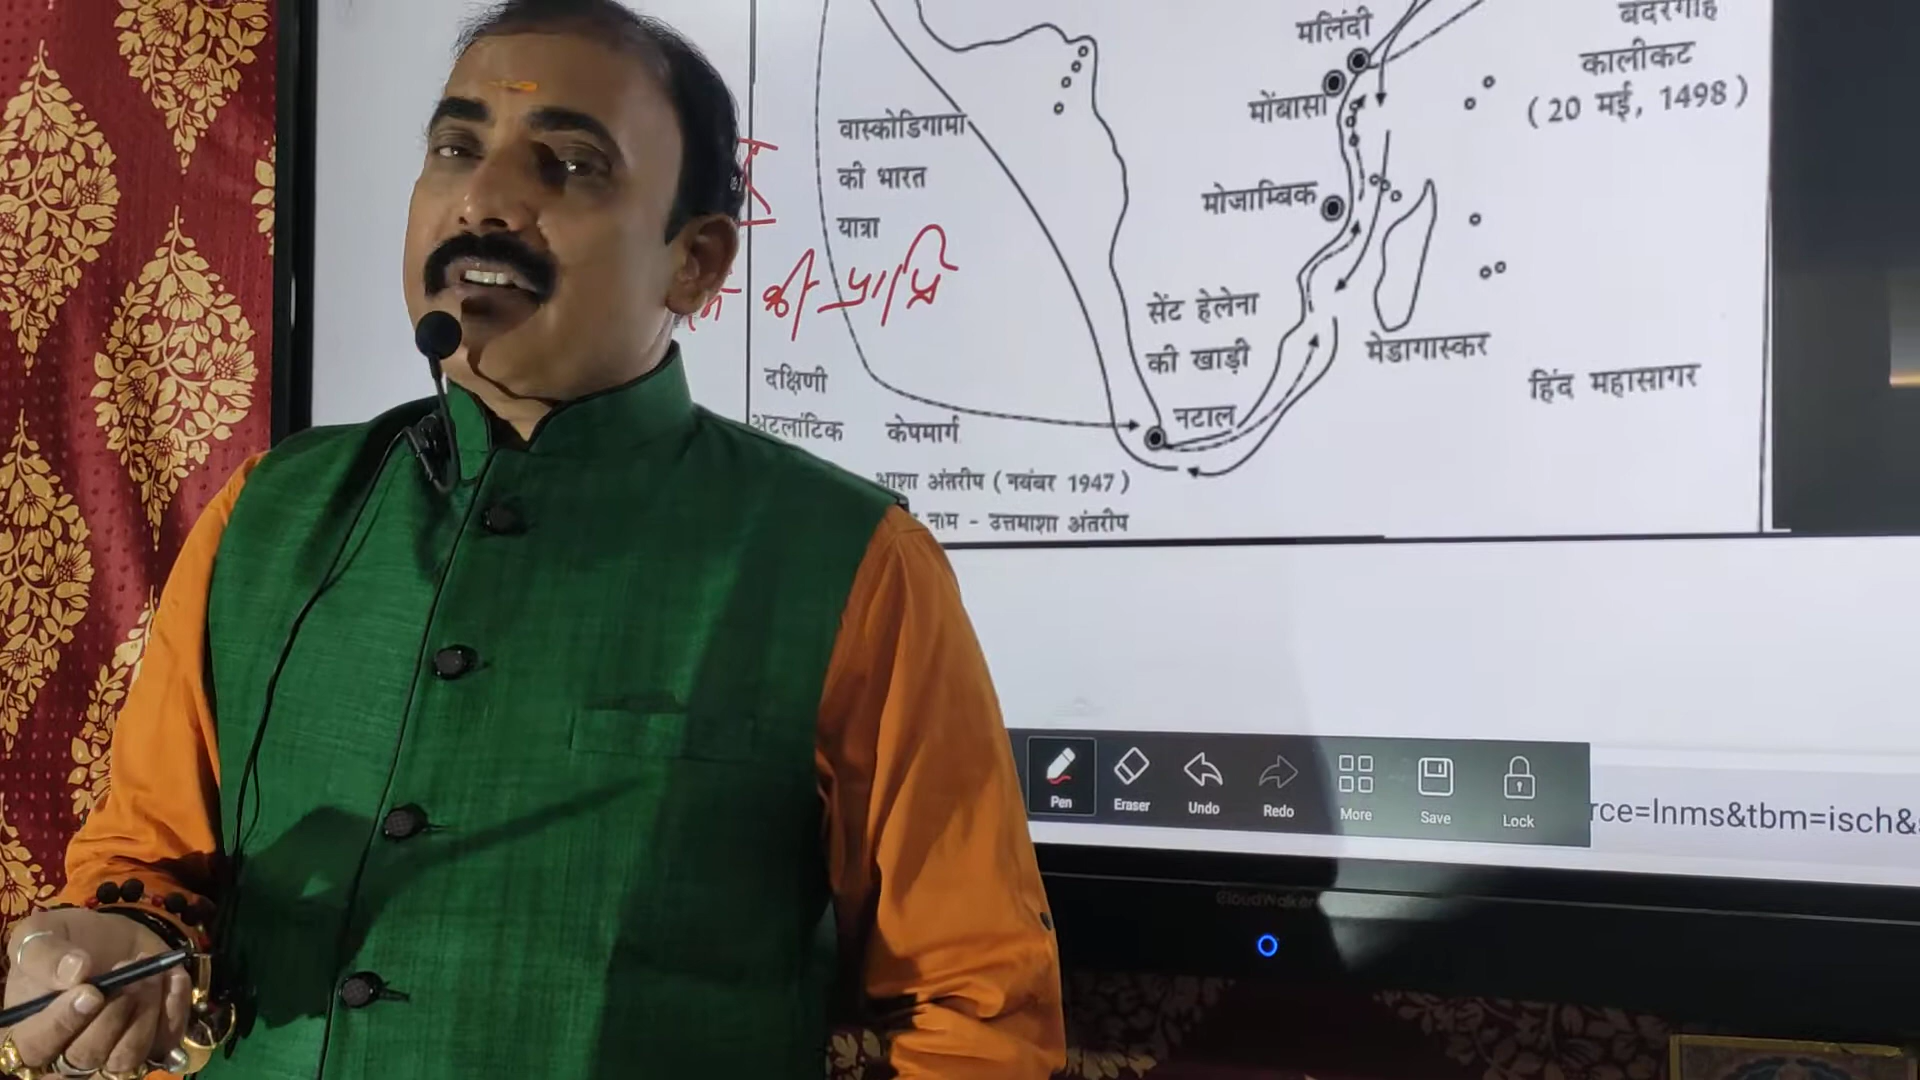 मलिंदी
बंदरगाह
कालीकट
( 20 मई, 1498 )
मोंबासा
वास्कोडिगामा
की भारत
यात्रा
मोजाम्बिक
की प्राप्ति
सेंट हेलेना
की खाड़ी
मेडागास्कर
हिंद महासागर
दक्षिणी
अटलांटिक
केपमार्ग
नटाल
आशा अंतरीप ( नवंबर 1947 )
नाम - उत्तमाशा अंतरीप
Pen
Eraser
Undo
Redo
More
Save
Lock
rce=lnms&tbm=isch&
CloudWalker